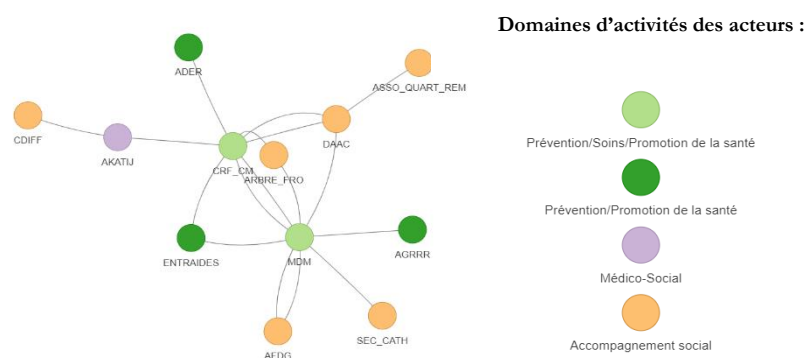 Domaines d'activités des acteurs :
ADER
ASSO_QUART_REM
CDIFF
AKATIJ
DAAC
CRF_CM
ARBRE_FRO
ENTRAIDES
MDM
AGRRR
SEC_CATH
AEDG
Prévention/Soins/Promotion de la santé
Prévention/Promotion de la santé
Médico-Social
Accompagnement social